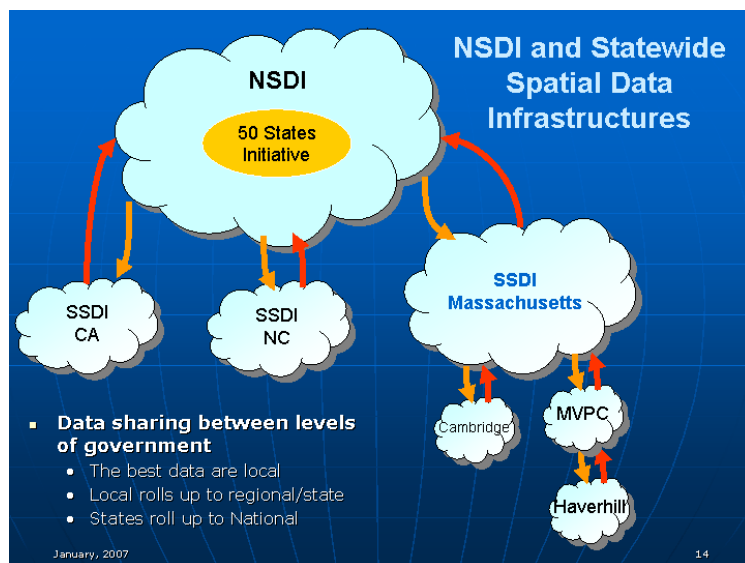 NSDI and Statewide
Spatial Data
Infrastructures
NSDI
50 States
Initiative
SSDI
CA
SSDI
NC
SSDI
Massachusetts
Cambridge
MVPC
Haverhill
Data sharing between levels
of government
The best data are local
Local rolls up to regional/state
States roll up to National
January, 2007
14